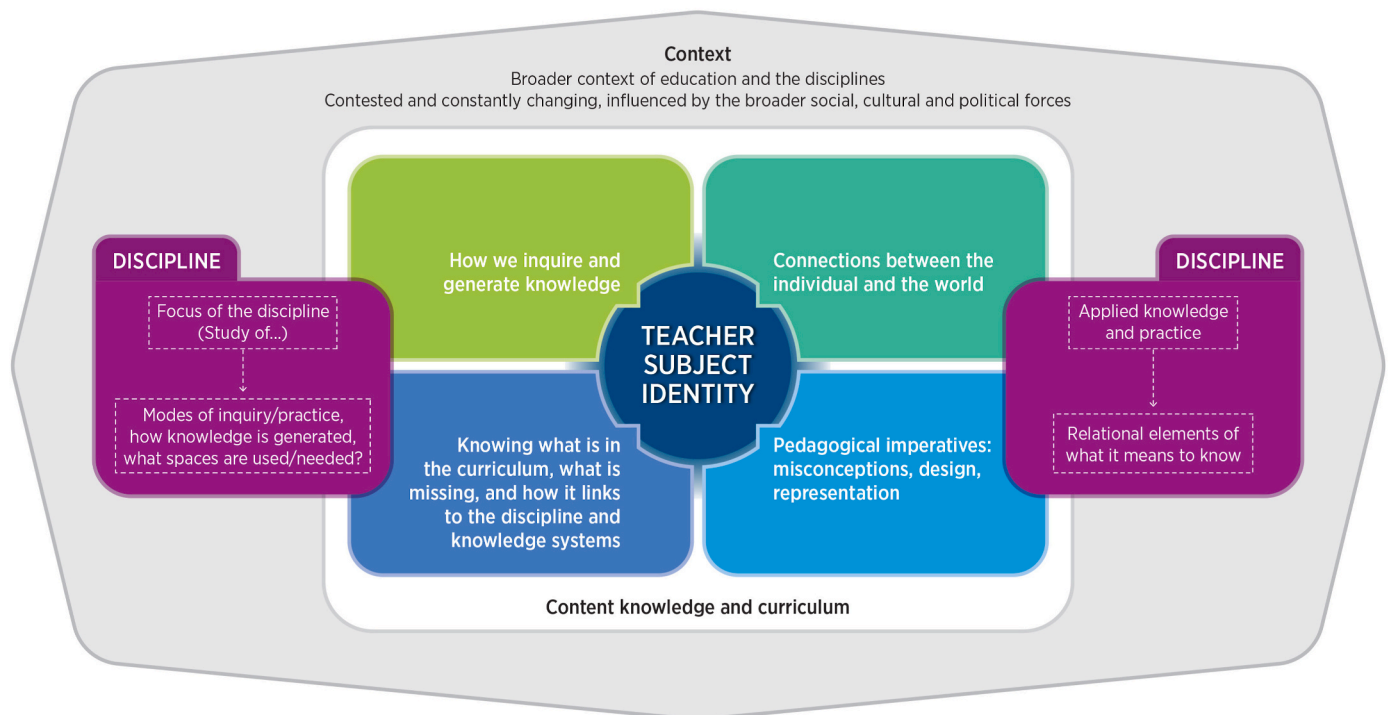 Context
Broader context of education and the disciplines
Contested and constantly changing, influenced by the broader social, cultural and political forces
DISCIPLINE
Focus of the discipline
(Study of...)
Modes of inquiry/practice,
how knowledge is generated,
what spaces are used/needed?
How we inquire and
generate knowledge
Connections between the
individual and the world
TEACHER
SUBJECT
IDENTITY
Knowing what is in
the curriculum, what is
missing, and how it links
to the discipline and
knowledge systems
Pedagogical imperatives:
misconceptions, design,
representation
DISCIPLINE
Applied knowledge
and practice
Relational elements of
what it means to know
Content knowledge and curriculum